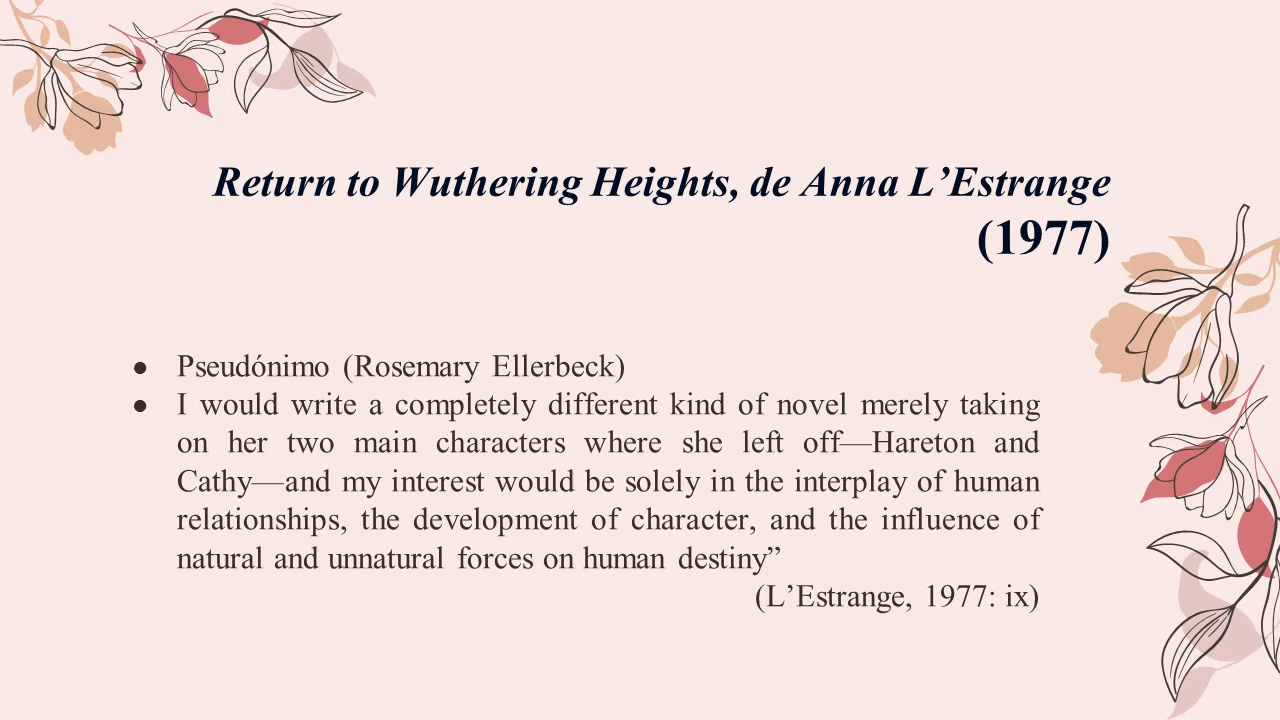 Return to Wuthering Heights, de Anna L’Estrange
(1977)
● Pseudónimo (Rosemary Ellerbeck)
● I would write a completely different kind of novel merely taking
on her two main characters where she left off—Hareton and
Cathy—and my interest would be solely in the interplay of human
relationships, the development of character, and the influence of
natural and unnatural forces on human destiny”
(L’Estrange, 1977: ix)